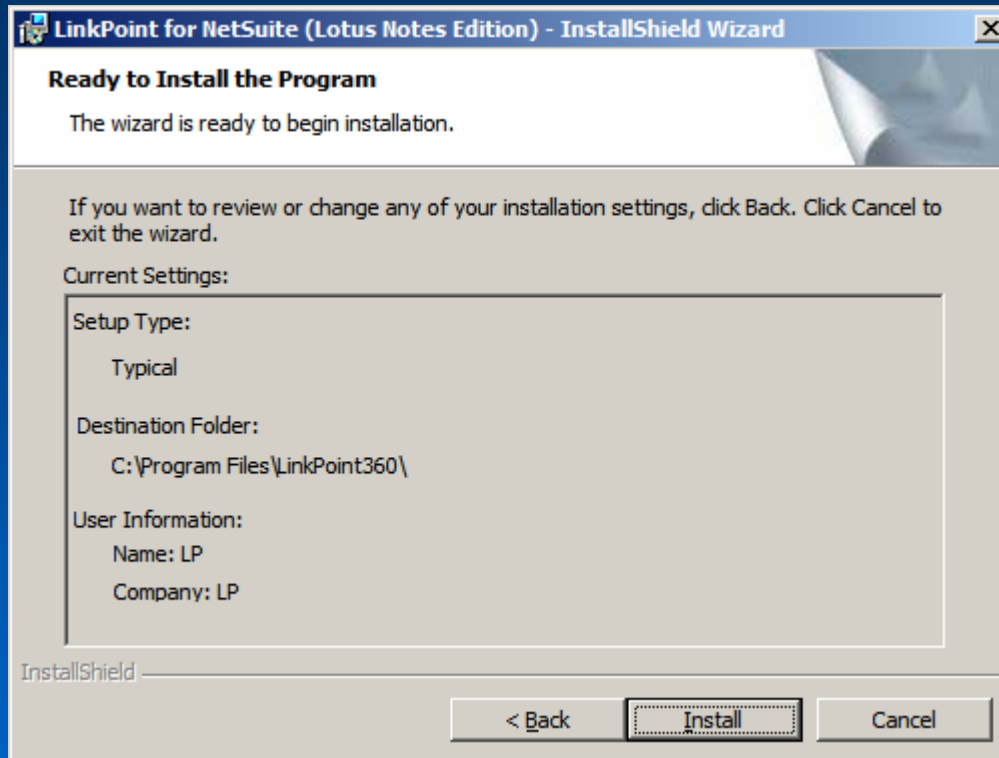 LinkPoint for NetSuite (Lotus Notes Edition) - InstallShield Wizard
Ready to Install the Program
The wizard is ready to begin installation.
If you want to review or change any of your installation settings, click Back. Click Cancel to
exit the wizard.
Current Settings:
Setup Type:
Typical
Destination Folder:
C:\Program Files\LinkPoint360\
User Information:
Name: LP
Company: LP
InstallShield
< Back
Install
Cancel